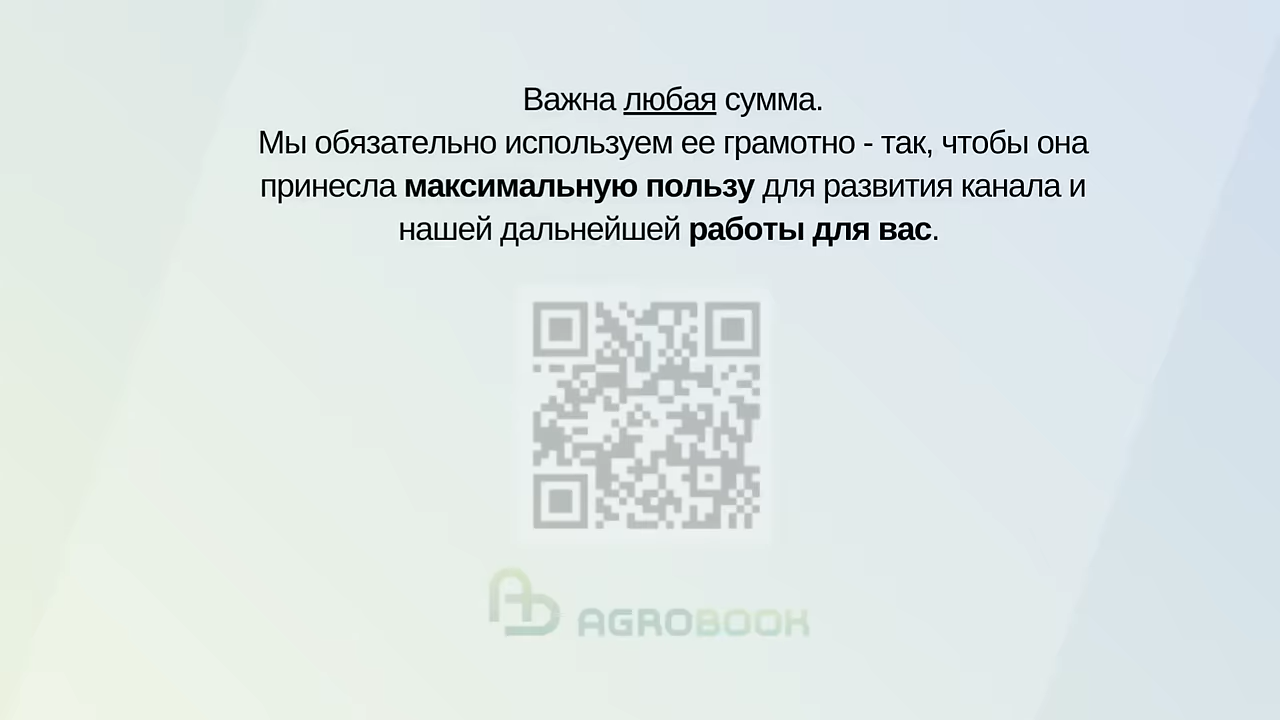 Важна любая сумма.
Мы обязательно используем ее грамотно - так, чтобы она
принесла максимальную пользу для развития канала и
нашей дальнейшей работы для вас.
AGROBOOK